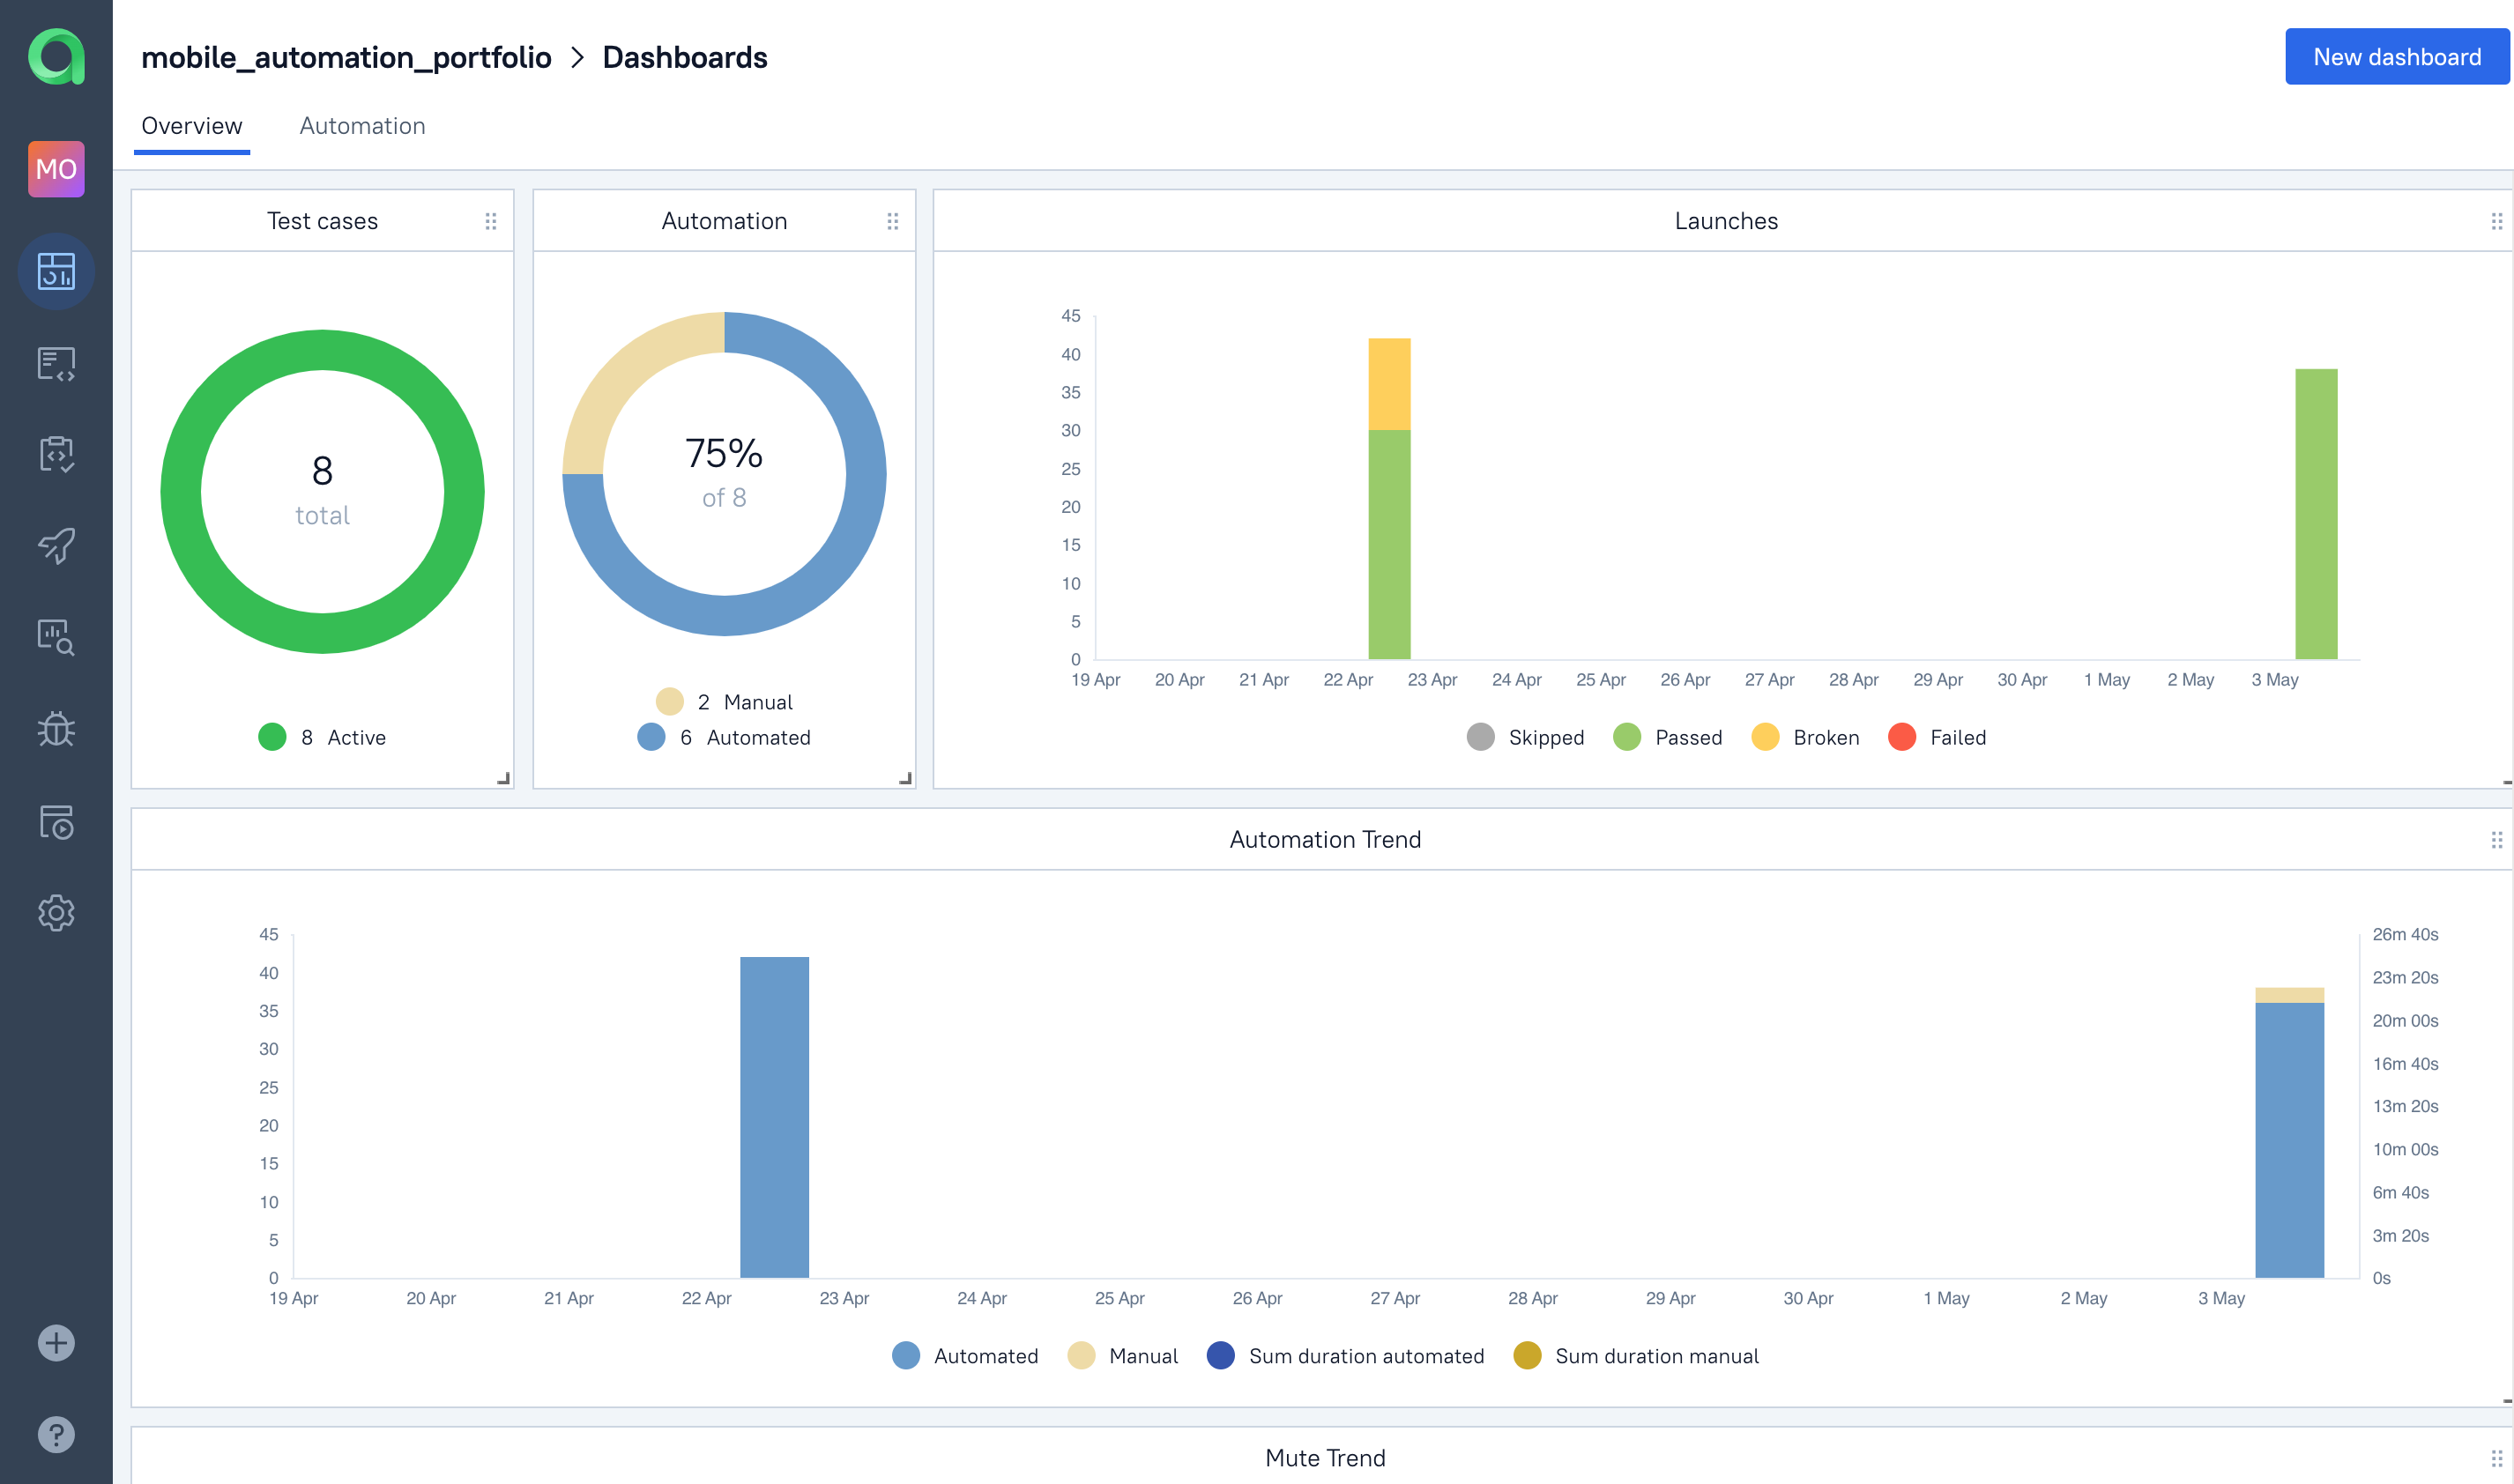 mobile_automation_portfolio > Dashboards
New dashboard
Overview Automation
MO
Test cases
8
total
8 Active
Automation
75%
of 8
2 Manual
6 Automated
Launches
45
40
35
30
25
20
15
10
5
0
19 Apr 20 Apr 21 Apr 22 Apr 23 Apr 24 Apr 25 Apr 26 Apr 27 Apr 28 Apr 29 Apr 30 Apr 1 May 2 May 3 May
Skipped Passed Broken Failed
Automation Trend
45
40
35
30
25
20
15
10
5
0
26m 40s
23m 20s
20m 00s
16m 40s
13m 20s
10m 00s
6m 40s
3m 20s
0s
19 Apr 20 Apr 21 Apr 22 Apr 23 Apr 24 Apr 25 Apr 26 Apr 27 Apr 28 Apr 29 Apr 30 Apr 1 May 2 May 3 May
Automated Manual Sum duration automated Sum duration manual
Mute Trend